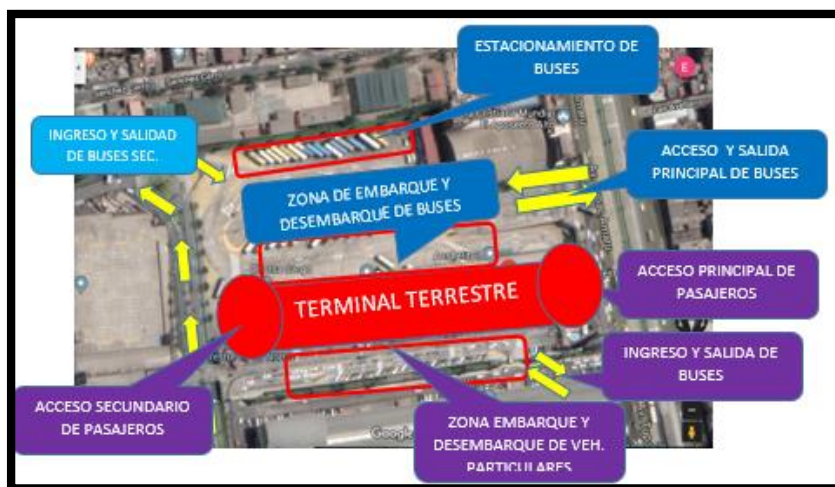 ESTACIONAMIENTO DE
BUSES
E
INGRESO Y SALIDAD
DE BUSES SEC.
ACCESO Y SALIDA
PRINCIPAL DE BUSES
ZONA DE EMBARQUE Y
DESEMBARQUE DE BUSES
ACCESO PRINCIPAL DE
PASAJEROS
TERMINAL TERRESTRE
INGRESO Y SALIDA DE
BUSES
ACCESO SECUNDARIO
DE PASAJEROS
ZONA EMBARQUE Y
DESEMBARQUE DE VEH.
PARTICULARES
Google